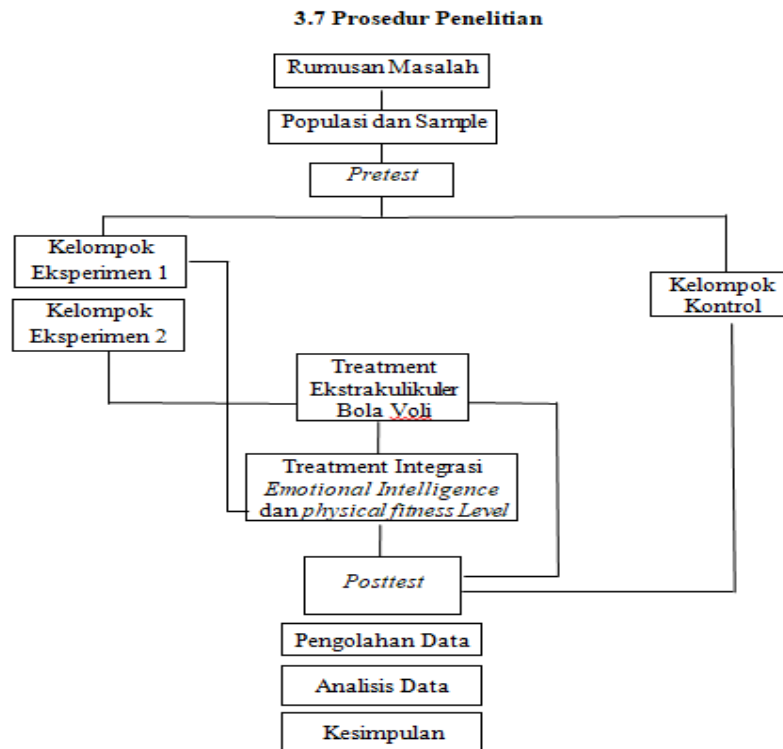 3.7 Prosedur Penelitian
Rumusan Masalah
Populasi dan Sample
Pretest
Kelompok
Eksperimen 1
Kelompok
Eksperimen 2
Kelompok
Kontrol
Treatment
Ekstrakulikuler
Bola Voli
Treatment Integrasi
Emotional Intelligence
dan physical fitness Level
Posttest
Pengolahan Data
Analisis Data
Kesimpulan